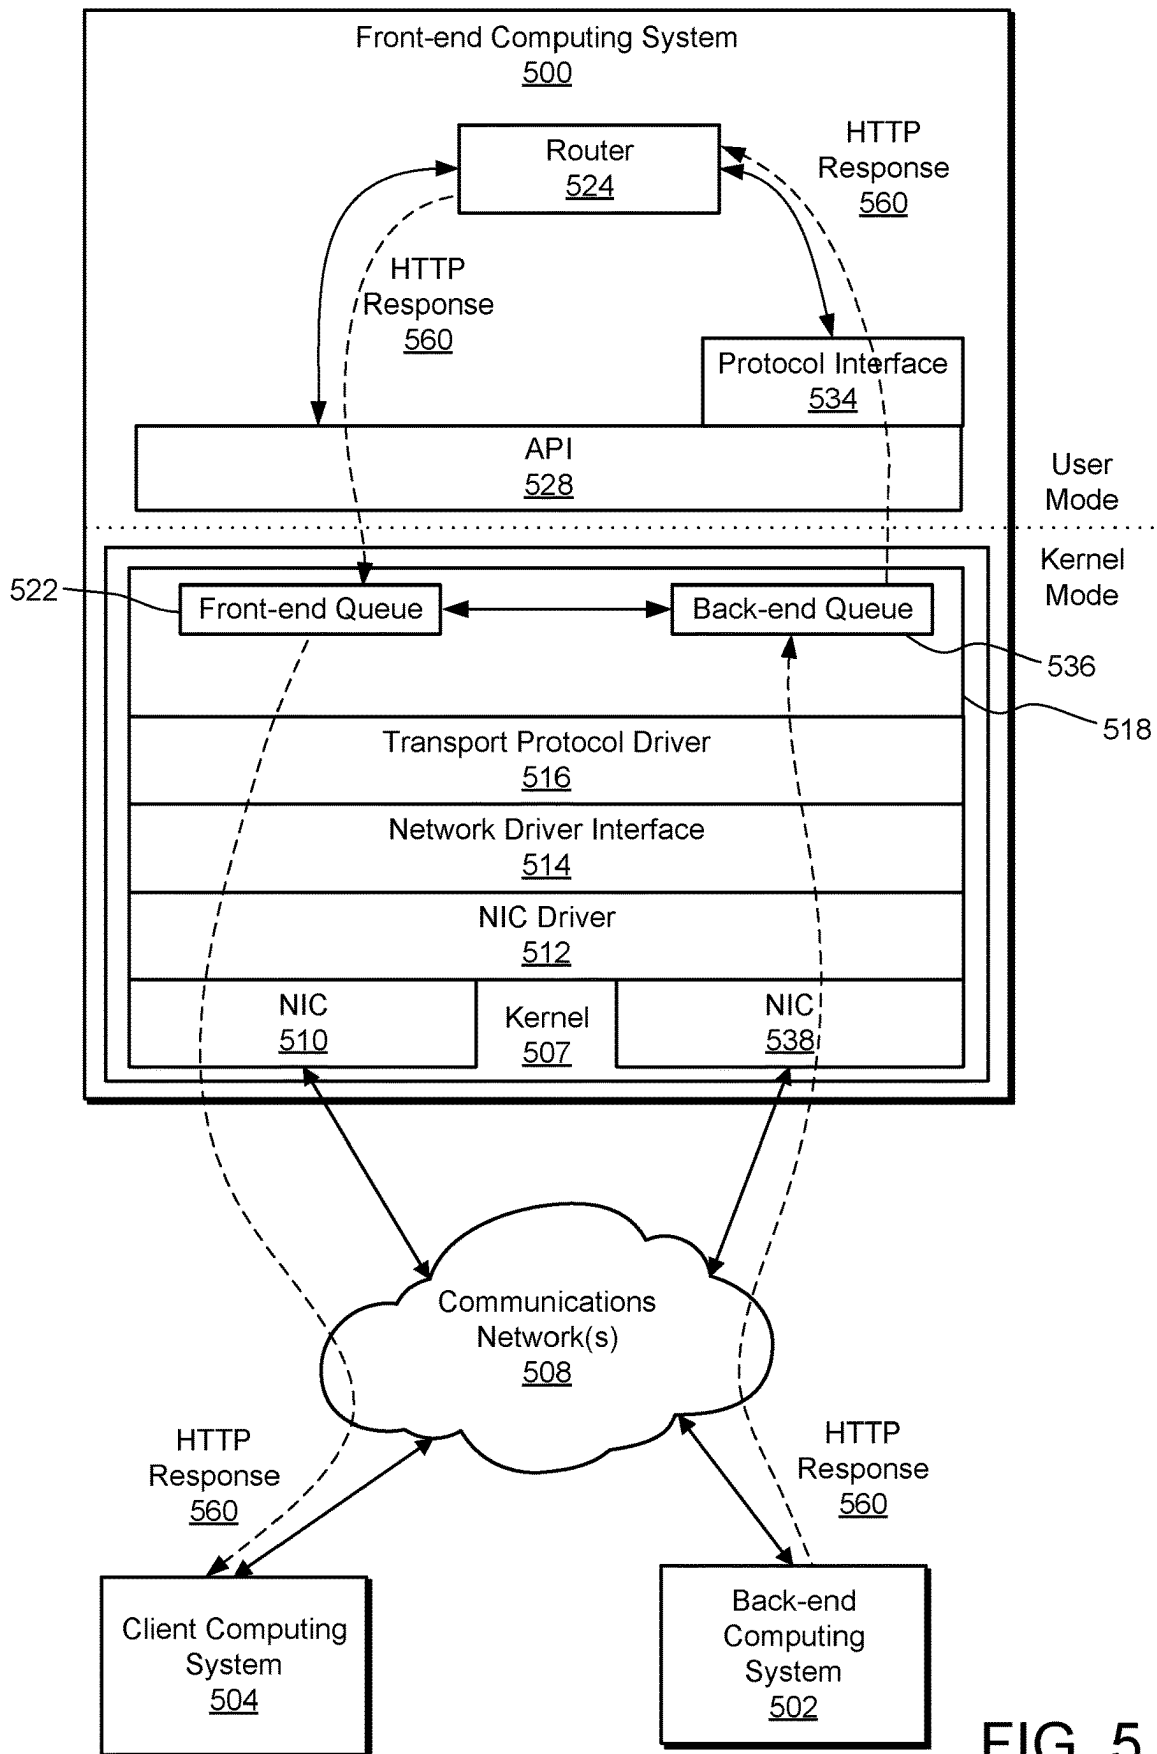 Front-end Computing System
500
Router
524
HTTP
Response
560
HTTP
Response
560
Protocol Interface
534
API
528
User
Mode
Kernel
Mode
522
Front-end Queue
Back-end Queue
536
518
Transport Protocol Driver
516
Network Driver Interface
514
NIC Driver
512
NIC
510
Kernel
507
NIC
538
Communications
Network(s)
508
HTTP
Response
560
HTTP
Response
560
Client Computing
System
504
Back-end
Computing
System
502
FIG. 5